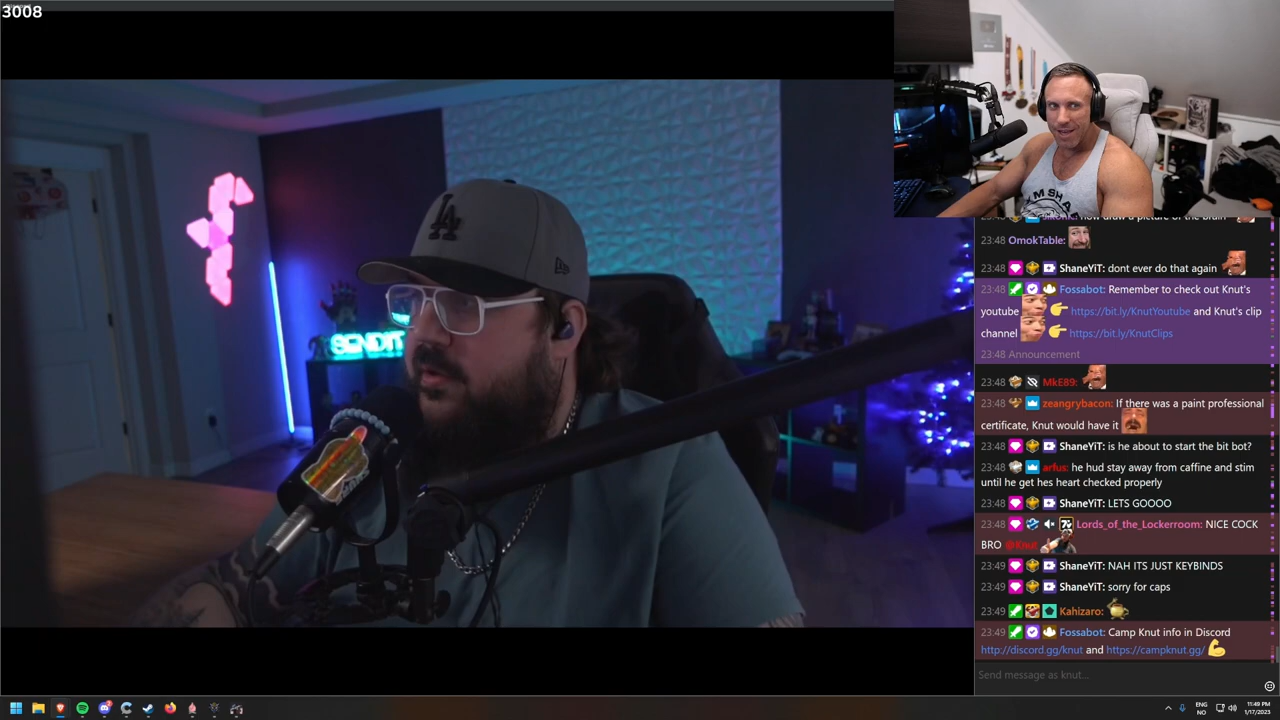 3008
LA
SENDIT
M SHA
OmokTable:
23:48 ShaneYiT: dont ever do that again
23:48 Fossabot: Remember to check out Knut's
youtube https://bit.ly/KnutYoutube and Knut's clip
channel https://bit.ly/KnutClips
23:48 Announcement
23:48 MkE89:
23:48 zeangrybacon: If there was a paint professional
certificate, Knut would have it
23:48 ShaneYiT: is he about to start the bit bot?
23:48 arfus: he hud stay away from caffine and stim
until he get hes heart checked properly
23:48 ShaneYiT: LETS GOOOO
23:48 Lords_of_the_Lockerroom: NICE COCK
BRO @Knut
23:49 ShaneYiT: NAH ITS JUST KEYBINDS
23:49 ShaneYiT: sorry for caps
23:49 Kahizaro:
23:49 Fossabot: Camp Knut info in Discord
http://discord.gg/knut and https://campknut.gg/
Send message as knut...
ENG
NO
11:49 PM
1/17/2023